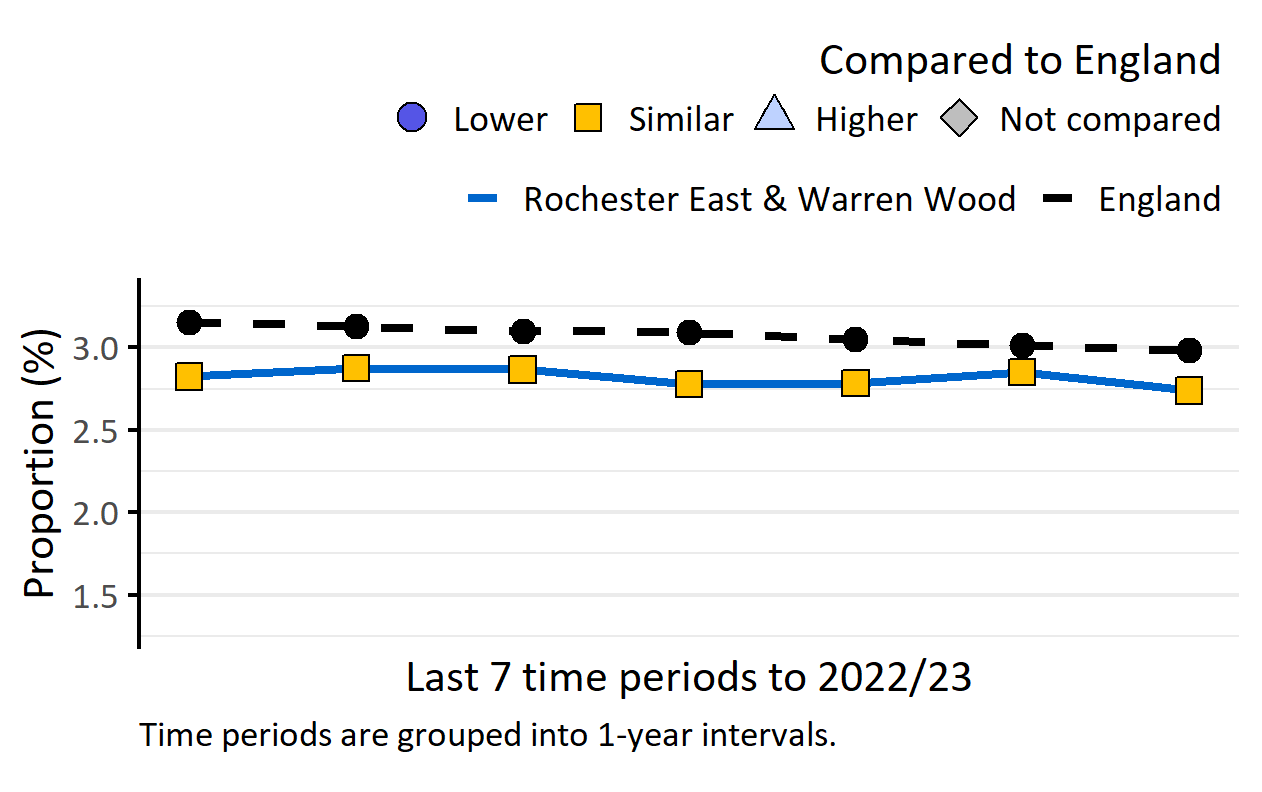 Compared to England
Lower Similar Higher Not compared
Rochester East & Warren Wood England
Proportion (%)
3.0
2.5
2.0
1.5
Last 7 time periods to 2022/23
Time periods are grouped into 1-year intervals.